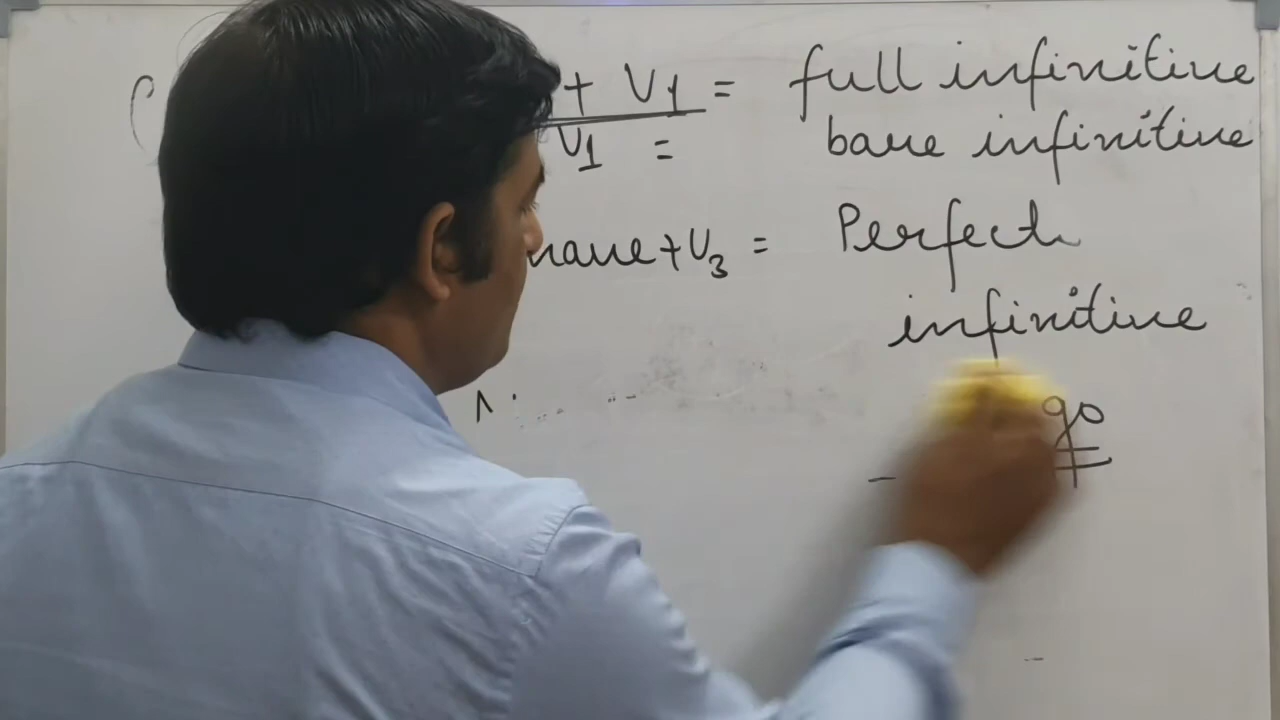 + V1 = full infinitive
V1 = bare infinitive
have + V3 = Perfect
infinitive
go